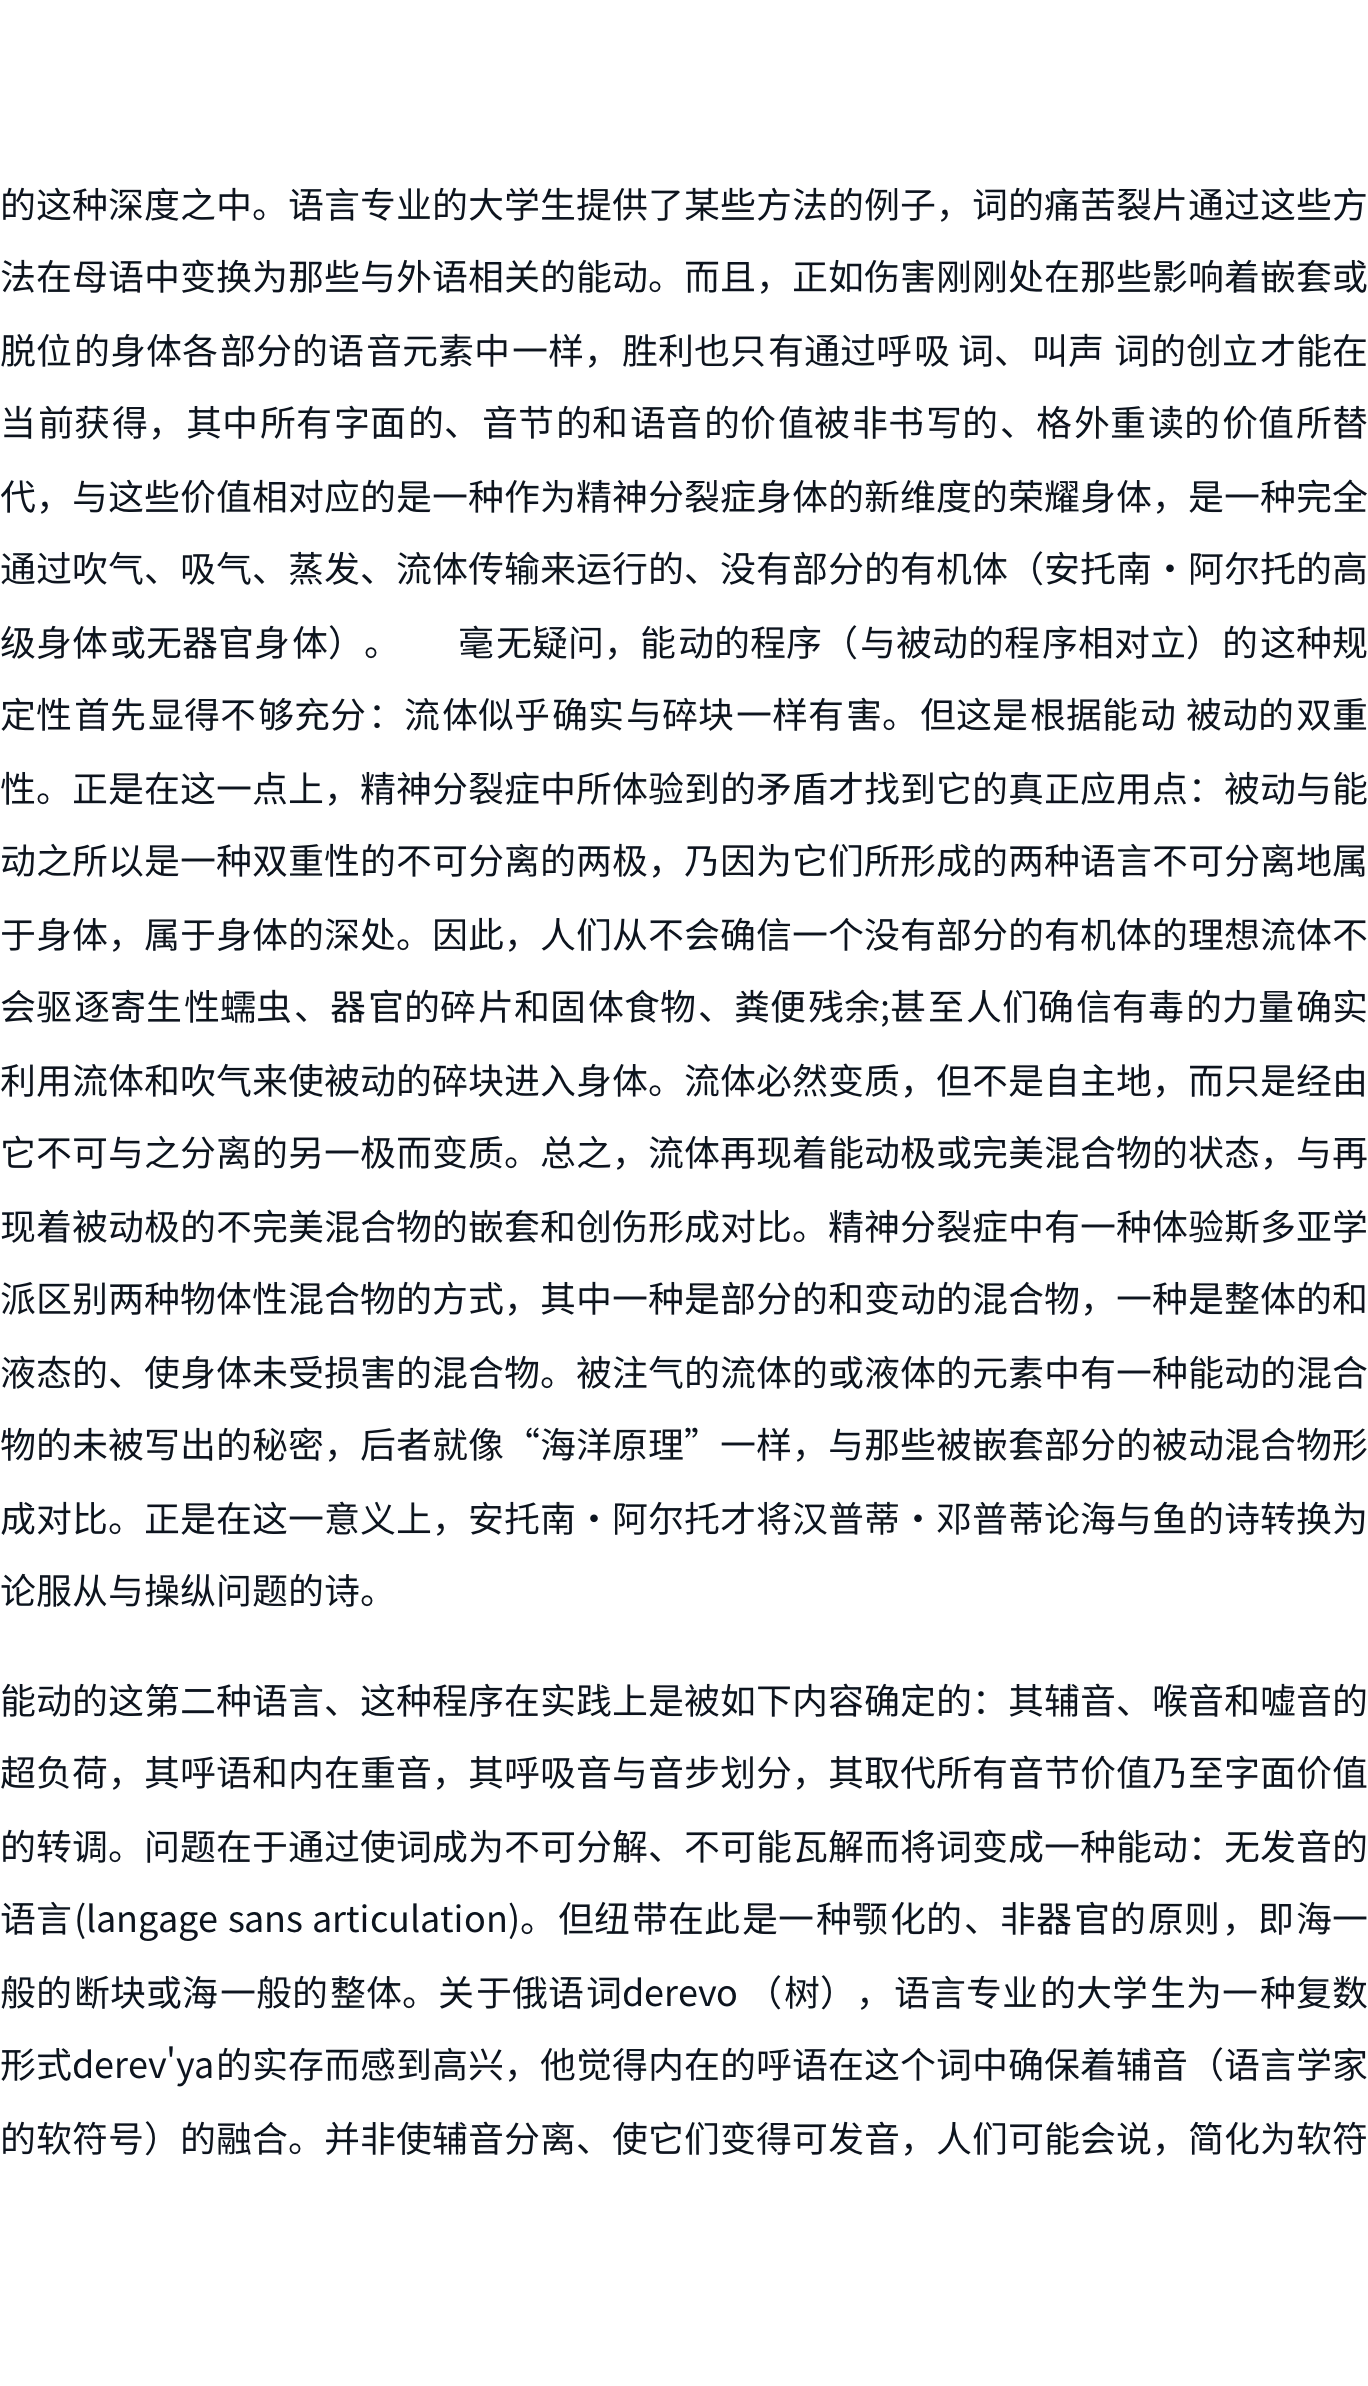 的这种深度之中。语言专业的大学生提供了某些方法的例子，词的痛苦裂片通过这些方
法在母语中变换为那些与外语相关的能动。而且，正如伤害刚刚处在那些影响着嵌套或
脱位的身体各部分的语音元素中一样，胜利也只有通过呼吸 词、叫声 词的创立才能在
当前获得，其中所有字面的、音节的和语音的价值被非书写的、格外重读的价值所替
代，与这些价值相对应的是一种作为精神分裂症身体的新维度的荣耀身体，是一种完全
通过吹气、吸气、蒸发、流体传输来运行的、没有部分的有机体（安托南・阿尔托的高
级身体或无器官身体）。　　毫无疑问，能动的程序（与被动的程序相对立）的这种规
定性首先显得不够充分：流体似乎确实与碎块一样有害。但这是根据能动 被动的双重
性。正是在这一点上，精神分裂症中所体验到的矛盾才找到它的真正应用点：被动与能
动之所以是一种双重性的不可分离的两极，乃因为它们所形成的两种语言不可分离地属
于身体，属于身体的深处。因此，人们从不会确信一个没有部分的有机体的理想流体不
会驱逐寄生性蠕虫、器官的碎片和固体食物、粪便残余;甚至人们确信有毒的力量确实
利用流体和吹气来使被动的碎块进入身体。流体必然变质，但不是自主地，而只是经由
它不可与之分离的另一极而变质。总之，流体再现着能动极或完美混合物的状态，与再
现着被动极的不完美混合物的嵌套和创伤形成对比。精神分裂症中有一种体验斯多亚学
派区别两种物体性混合物的方式，其中一种是部分的和变动的混合物，一种是整体的和
液态的、使身体未受损害的混合物。被注气的流体的或液体的元素中有一种能动的混合
物的未被写出的秘密，后者就像“海洋原理”一样，与那些被嵌套部分的被动混合物形
成对比。正是在这一意义上，安托南・阿尔托才将汉普蒂・邓普蒂论海与鱼的诗转换为
论服从与操纵问题的诗。
能动的这第二种语言、这种程序在实践上是被如下内容确定的：其辅音、喉音和嘘音的
超负荷，其呼语和内在重音，其呼吸音与音步划分，其取代所有音节价值乃至字面价值
的转调。问题在于通过使词成为不可分解、不可能瓦解而将词变成一种能动：无发音的
语言(langage sans articulation)。但纽带在此是一种颚化的、非器官的原则，即海一
般的断块或海一般的整体。关于俄语词derevo （树），语言专业的大学生为一种复数
形式derev'ya的实存而感到高兴，他觉得内在的呼语在这个词中确保着辅音（语言学家
的软符号）的融合。并非使辅音分离、使它们变得可发音，人们可能会说，简化为软符